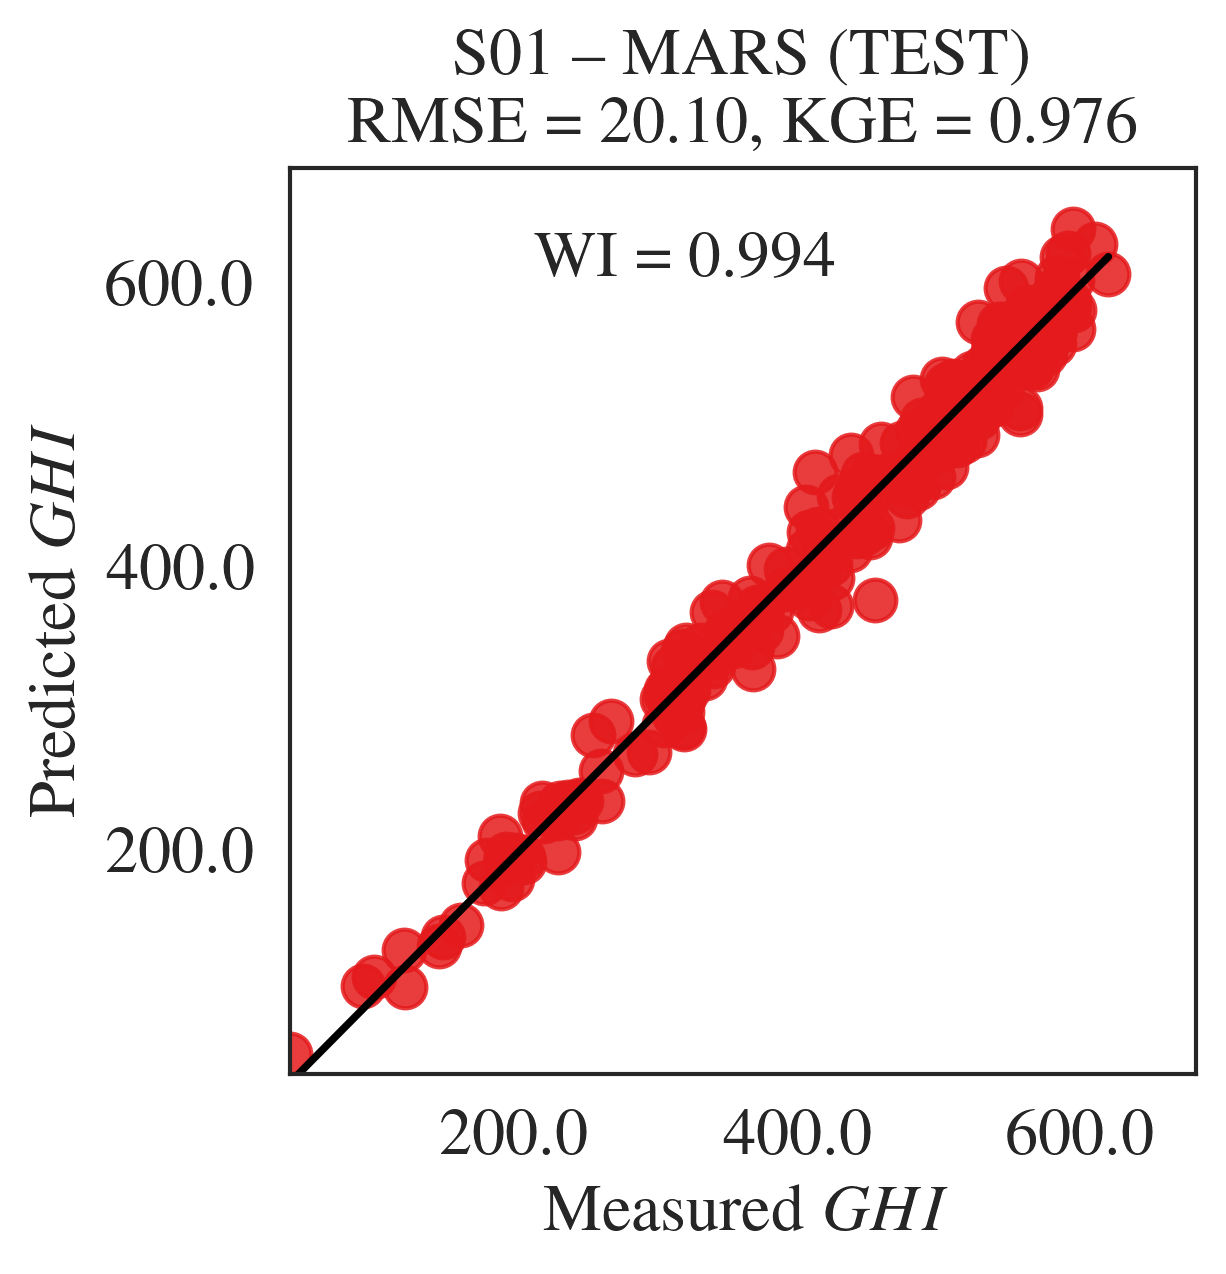 S01 – MARS (TEST)
RMSE = 20.10, KGE = 0.976
WI = 0.994
600.0
400.0
200.0
Predicted GHI
200.0 400.0 600.0
Measured GHI